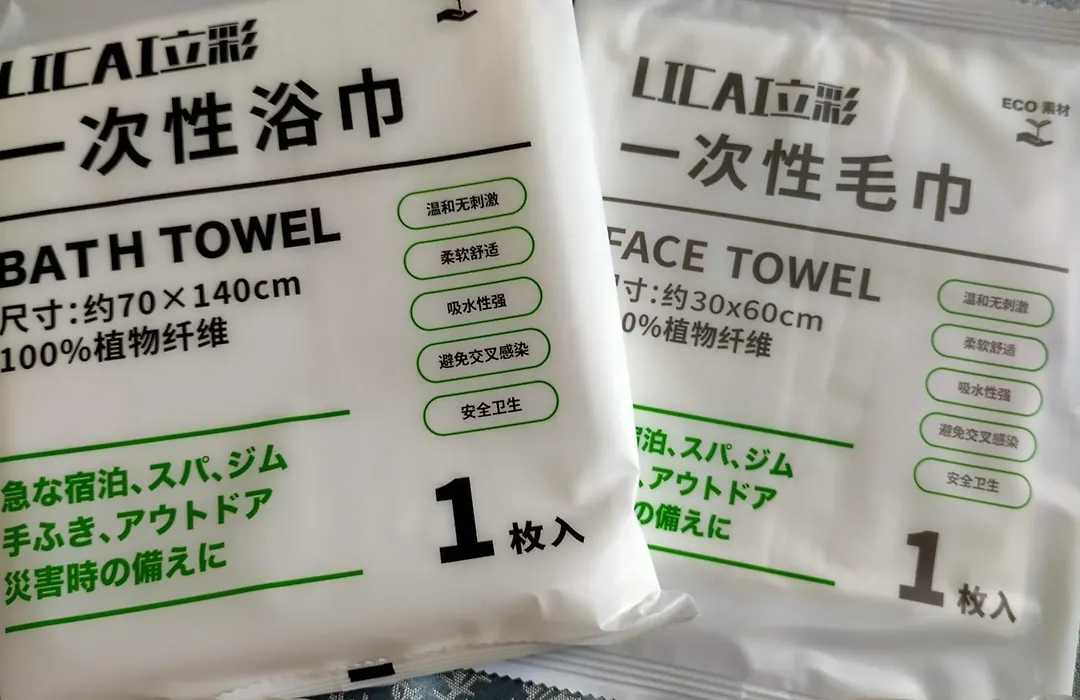 LICAI立彩
一次性浴巾
BATH TOWEL
尺寸:约70×140cm
100%植物纤维
温和无刺激
柔软舒适
吸水性强
避免交叉感染
安全卫生
急な宿泊、スパ、ジム
手ふき、アウトドア
災害時の備えに
1枚入
LICAI立彩
ECO 素材
一次性毛巾
FACE TOWEL
寸:约30x60cm
0%植物纤维
温和无刺激
柔软舒适
吸水性强
避免交叉感染
安全卫生
泊、スパ、ジム
、アウトドア
の備えに
1枚入